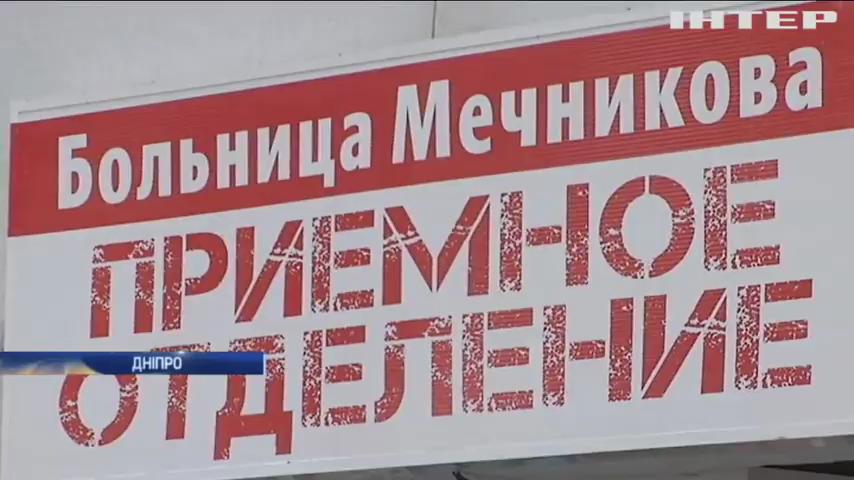 ІНТЕР
Больница Мечникова
ПРИЕМНОЕ
ОТДЕЛЕНИЕ
ДНІПРО